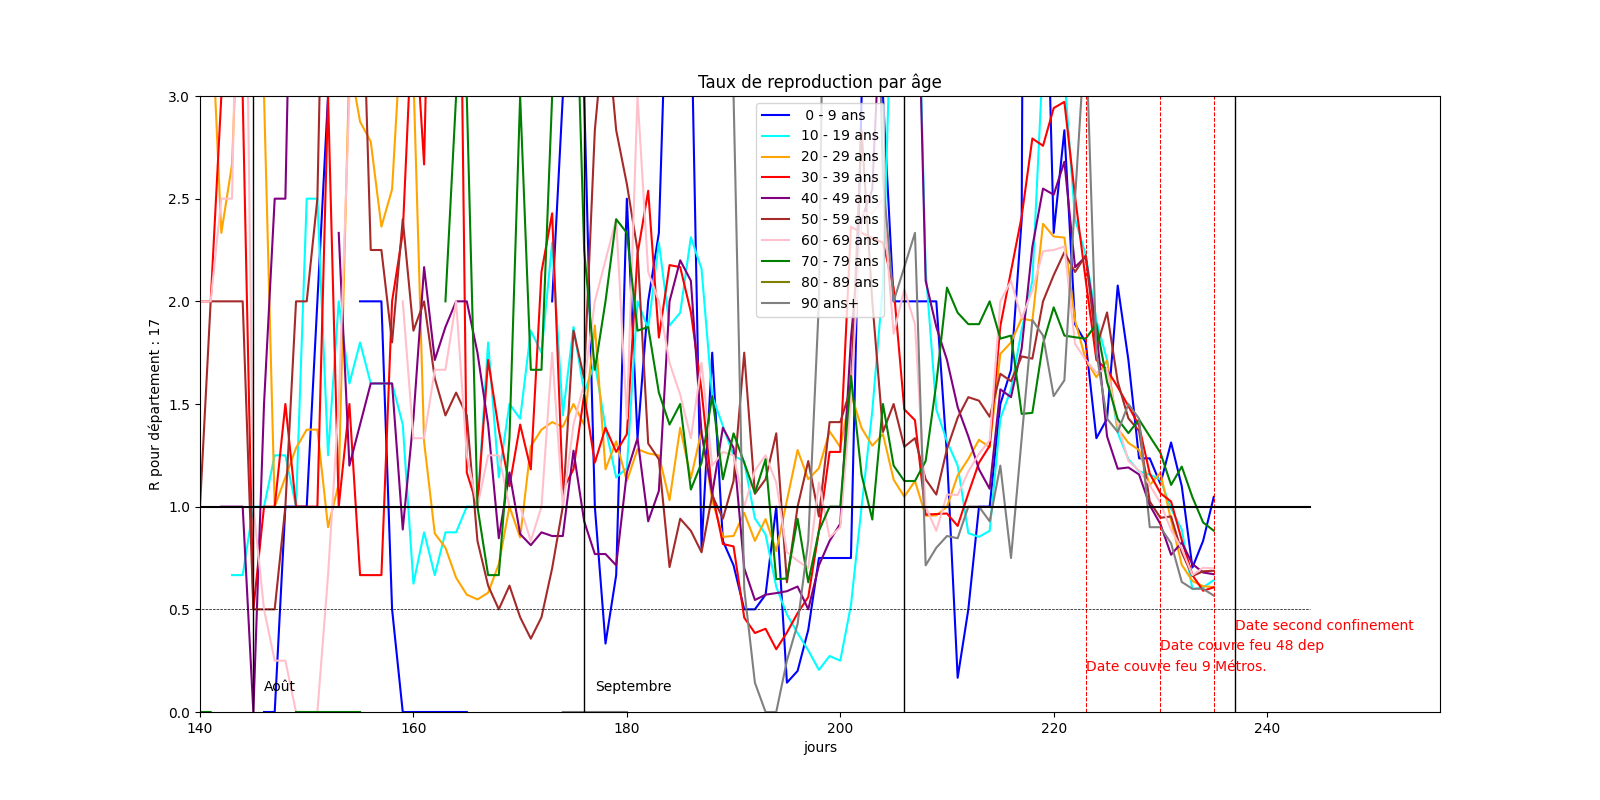 Taux de reproduction par âge
R pour département : 17
3.0
2.5
2.0
1.5
1.0
0.5
0.0
0 - 9 ans
10 - 19 ans
20 - 29 ans
30 - 39 ans
40 - 49 ans
50 - 59 ans
60 - 69 ans
70 - 79 ans
80 - 89 ans
90 ans+
Date second confinement
Date couvre feu 48 dep
Date couvre feu 9 Métros.
Août
Septembre
140
160
180
200
220
240
jours